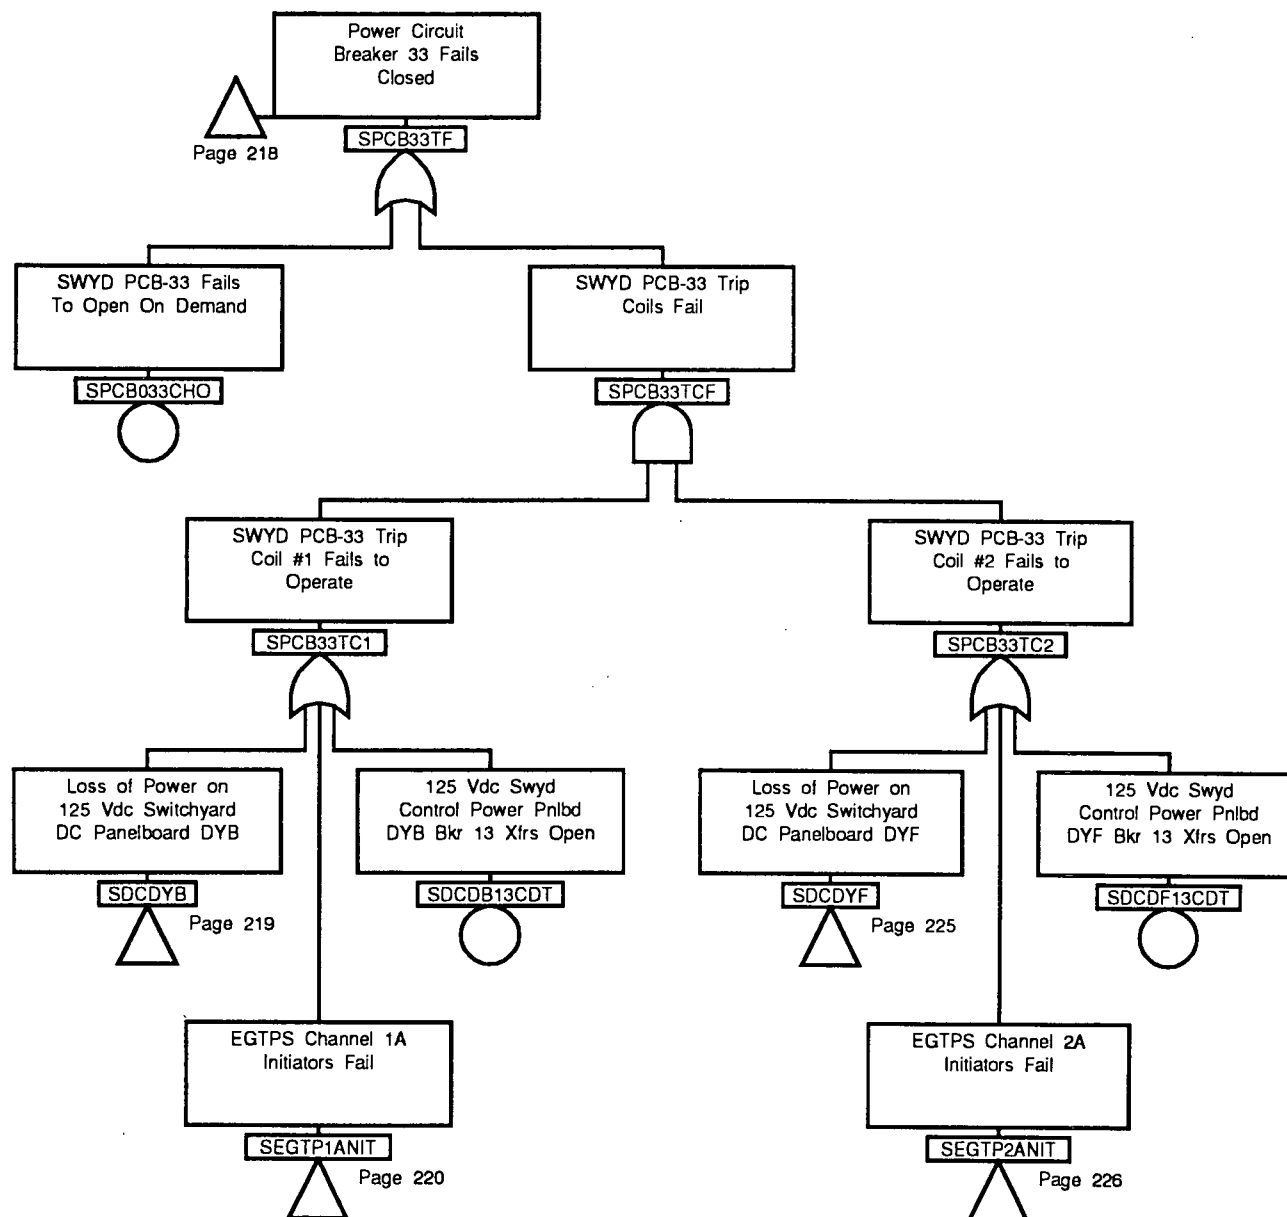 Power Circuit
Breaker 33 Fails
Closed
SPCB33TF
Page 218
SWYD PCB-33 Fails
To Open On Demand
SPCB033CHO
SWYD PCB-33 Trip
Coils Fail
SPCB33TCF
SWYD PCB-33 Trip
Coil #1 Fails to
Operate
SPCB33TC1
SWYD PCB-33 Trip
Coil #2 Fails to
Operate
SPCB33TC2
Loss of Power on
125 Vdc Switchyard
DC Panelboard DYB
SDCDYB
Page 219
125 Vdc Swyd
Control Power Pnlbd
DYB Bkr 13 Xfrs Open
SDCDB13CDT
Loss of Power on
125 Vdc Switchyard
DC Panelboard DYF
SDCDYF
Page 225
125 Vdc Swyd
Control Power Pnlbd
DYF Bkr 13 Xfrs Open
SDCDF13CDT
EGTPS Channel 1A
Initiators Fail
SEGTP1ANIT
Page 220
EGTPS Channel 2A
Initiators Fail
SEGTP2ANIT
Page 226